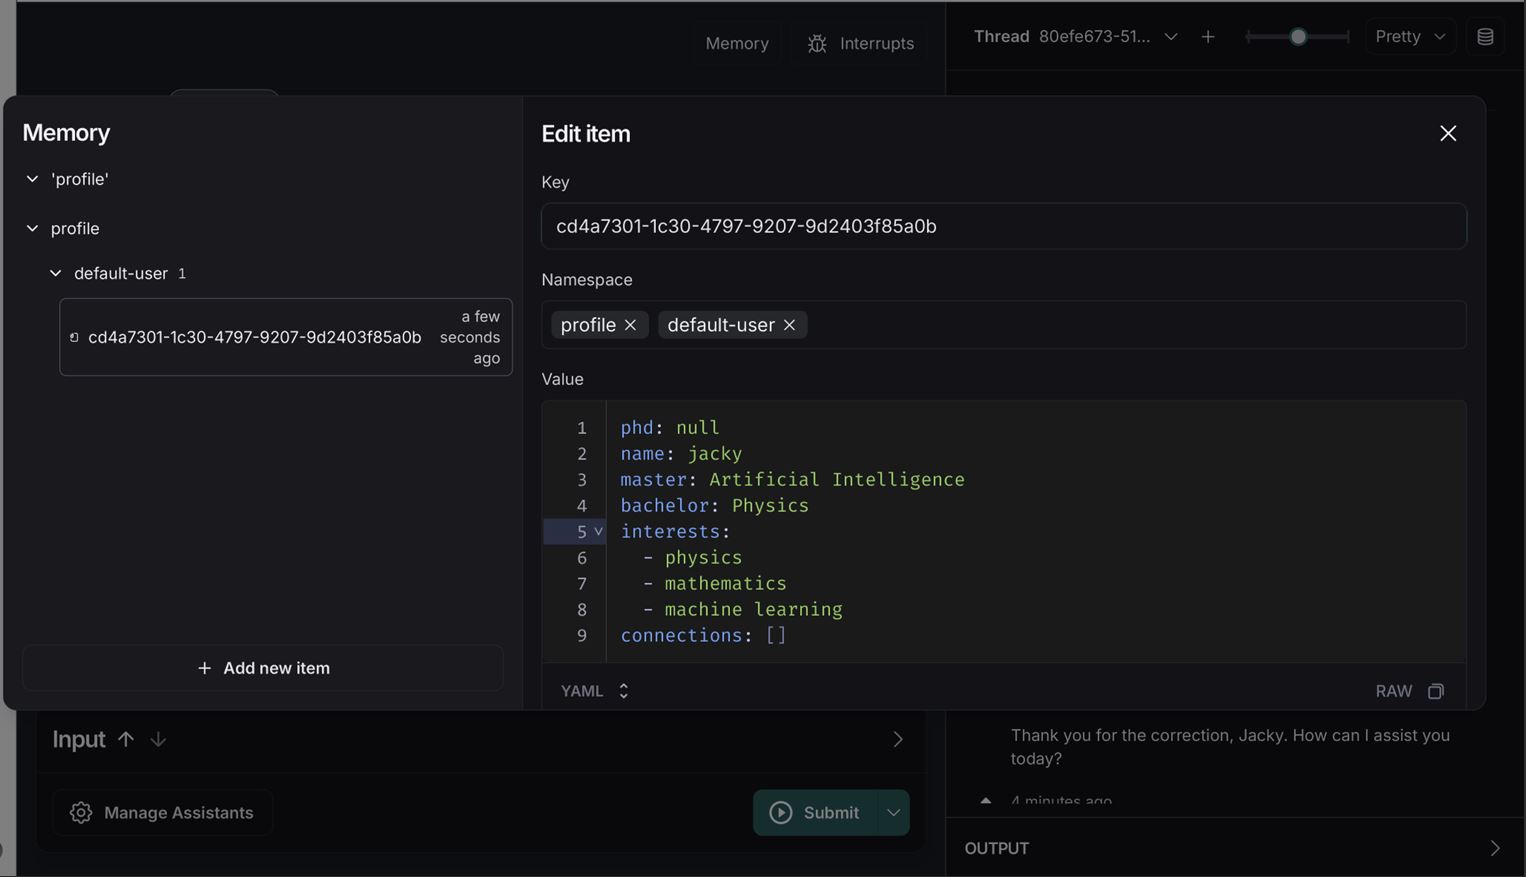 Memory
Interrupts
Thread 80efe673-51...
Pretty
Memory
'profile'
profile
default-user 1
cd4a7301-1c30-4797-9207-9d2403f85a0b
a few
seconds
ago
Add new item
Edit item
Key
cd4a7301-1c30-4797-9207-9d2403f85a0b
Namespace
profile
default-user
Value
1 phd: null
2 name: jacky
3 master: Artificial Intelligence
4 bachelor: Physics
5 interests:
6 - physics
7 - mathematics
8 - machine learning
9 connections: []
YAML
RAW
Input
Manage Assistants
Submit
Thank you for the correction, Jacky. How can I assist you
today?
4 minutes ago
OUTPUT